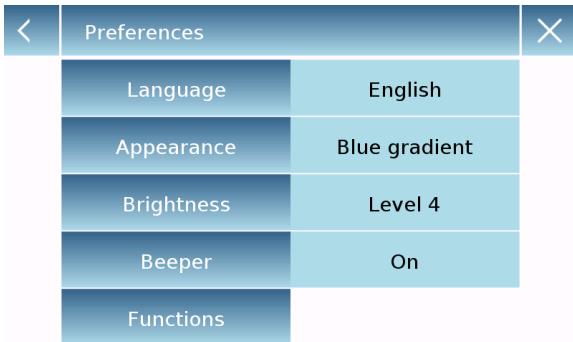 Preferences
Language English
Appearance Blue gradient
Brightness Level 4
Beeper On
Functions